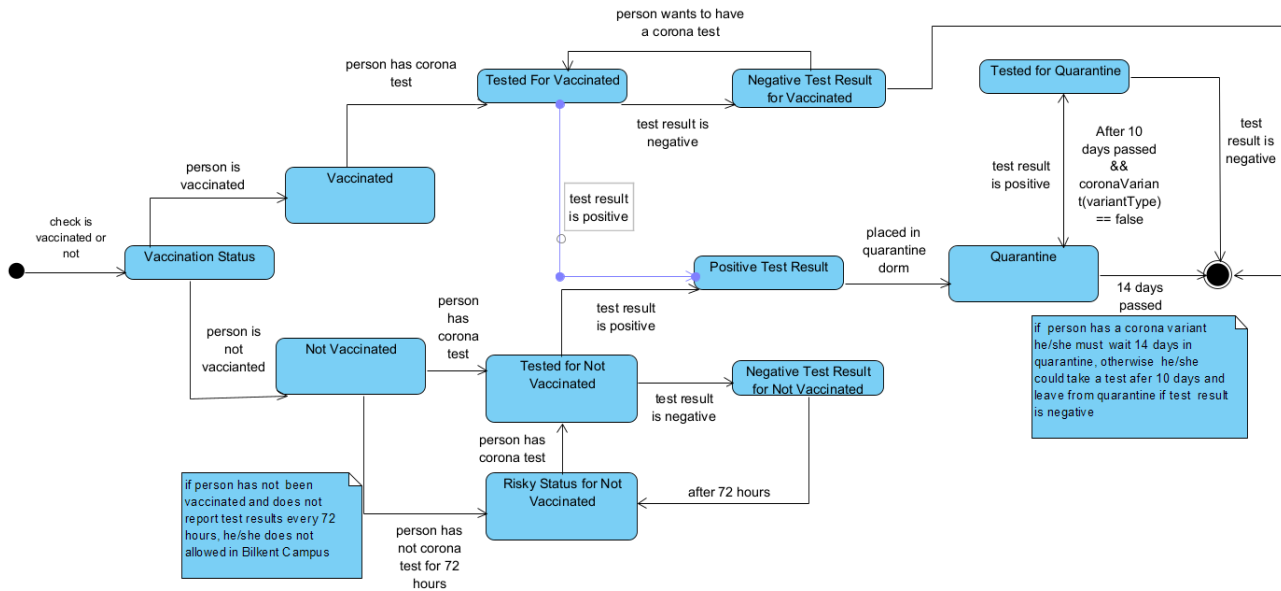 person wants to have
a corona test
person has corona
test
Tested For Vaccinated
Negative Test Result
for Vaccinated
Tested for Quarantine
test result is
negative
After 10
days passed
&&
coronaVarian
t(variantType)
== false
test result
is positive
test
result is
negative
person is
vaccinated
Vaccinated
test result
is positive
check is
vaccinated or
not
Vaccination Status
placed in
quarantine
dorm
Positive Test Result
Quarantine
14 days
passed
test result
is positive
person
has
corona
test
person is
not
vaccianted
Not Vaccinated
Tested for Not
Vaccinated
Negative Test Result
for Not Vaccinated
test result
is negative
if person has a corona variant
he/she must wait 14 days in
quarantine, otherwise he/she
could take a test afer 10 days and
leave from quarantine if test result
is negative
person has
corona test
Risky Status for Not
Vaccinated
after 72 hours
if person has not been
vaccinated and does not
report test results every 72
hours, he/she does not
allowed in Bilkent Campus
person has
not corona
test for 72
hours